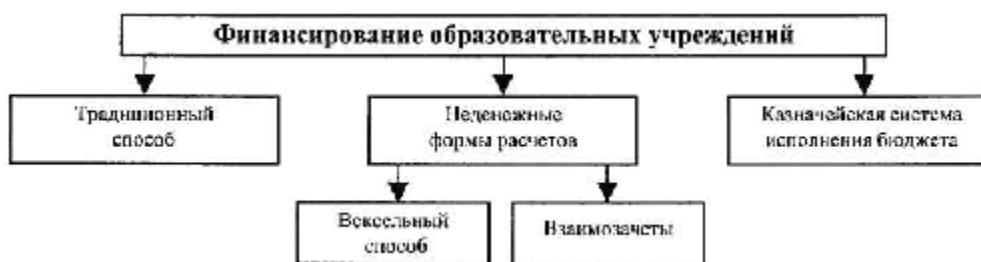 Финансирование образовательных учреждений
Традиционный
способ
Неденежные
формы расчетов
Казначейская система
исполнения бюджета
Вексельный
способ
Взаимозачеты